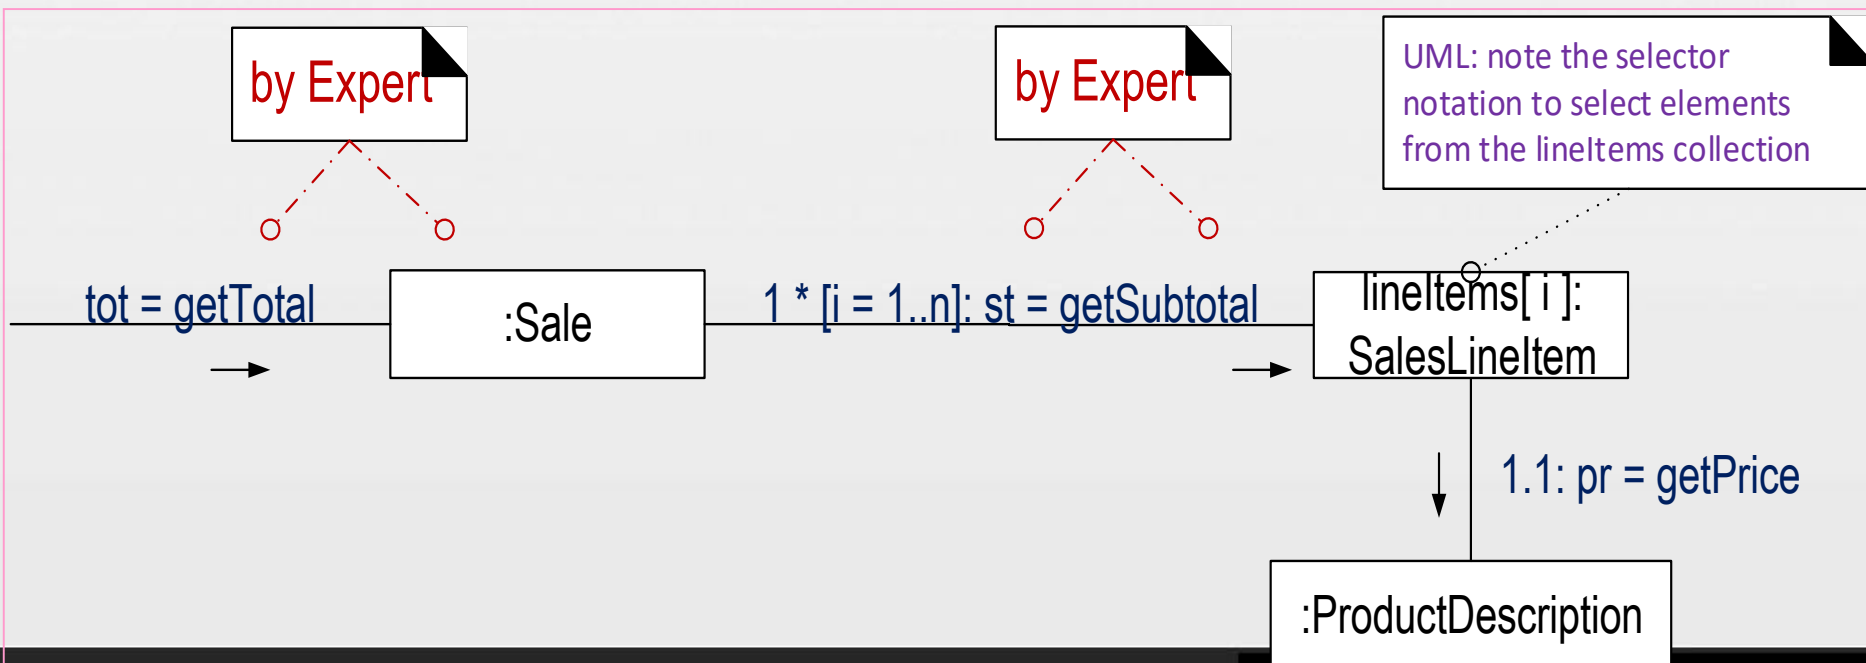 by Expert
by Expert
UML: note the selector
notation to select elements
from the lineItems collection
tot = getTotal
:Sale
1 * [i = 1..n]: st = getSubtotal
lineItems[ i ]:
SalesLineItem
1.1: pr = getPrice
:ProductDescription